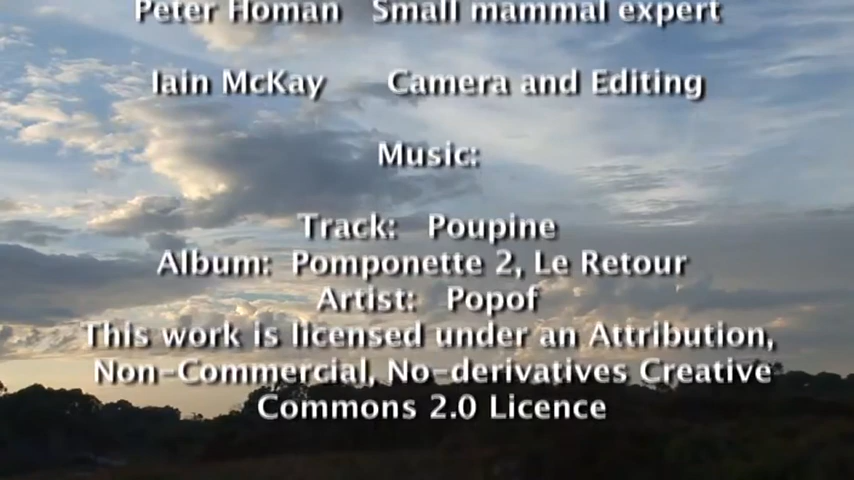 Peter Homan Small mammal expert
Iain McKay Camera and Editing
Music:
Track: Poupine
Album: Pomponette 2, Le Retour
Artist: Popof
This work is licensed under an Attribution,
Non-Commercial, No-derivatives Creative
Commons 2.0 Licence